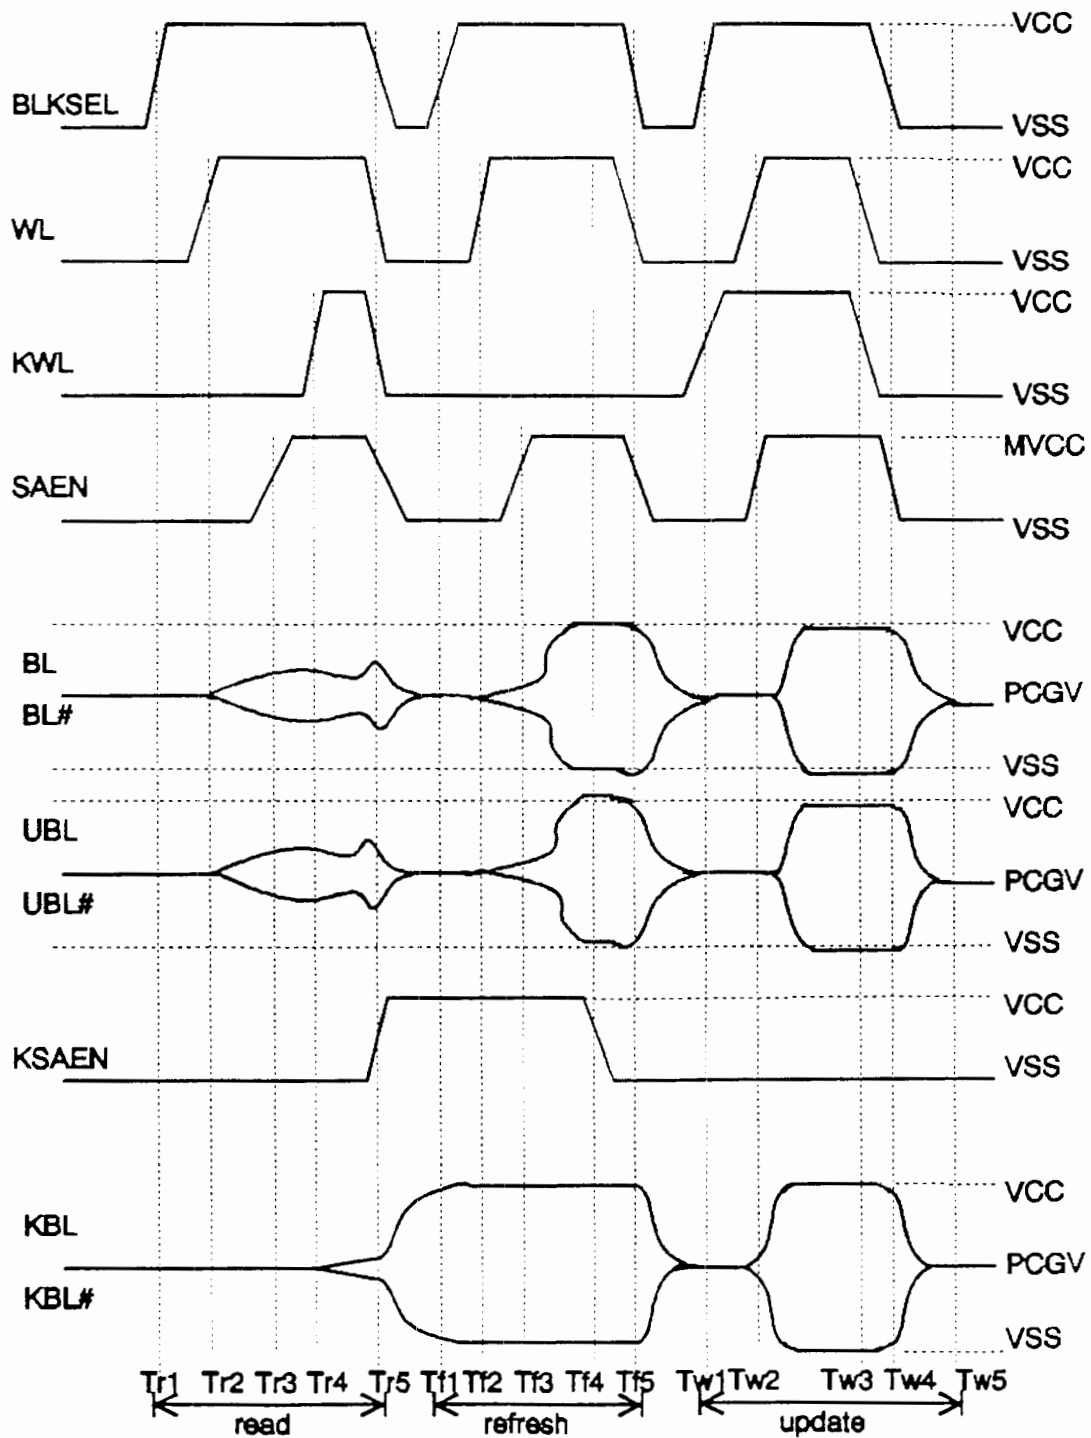 VCC
BLKSEL
VSS
VCC
WL
VSS
VCC
KWL
VSS
MVCC
SAEN
VSS
VCC
BL
PCGV
BL#
VSS
VCC
UBL
PCGV
UBL#
VSS
VCC
KSAEN
VSS
VCC
KBL
PCGV
KBL#
VSS
Tr1 Tr2 Tr3 Tr4 Tr5 Tf1 Tf2 Tf3 Tf4 Tf5 Tw1 Tw2 Tw3 Tw4 Tw5
read refresh update